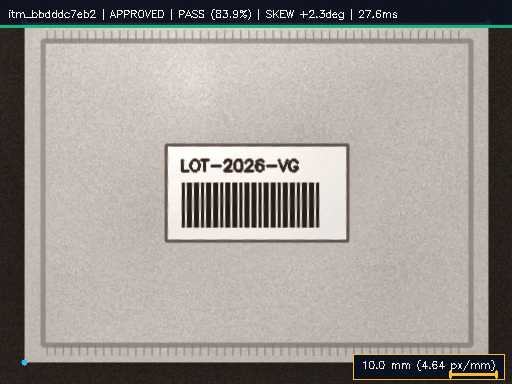 itm_bbdddc7eb2 | APPROVED | PASS (83.9%) | SKEW +2.3deg | 27.6ms
LOT-2026-VG
10.0 mm (4.64 px/mm)